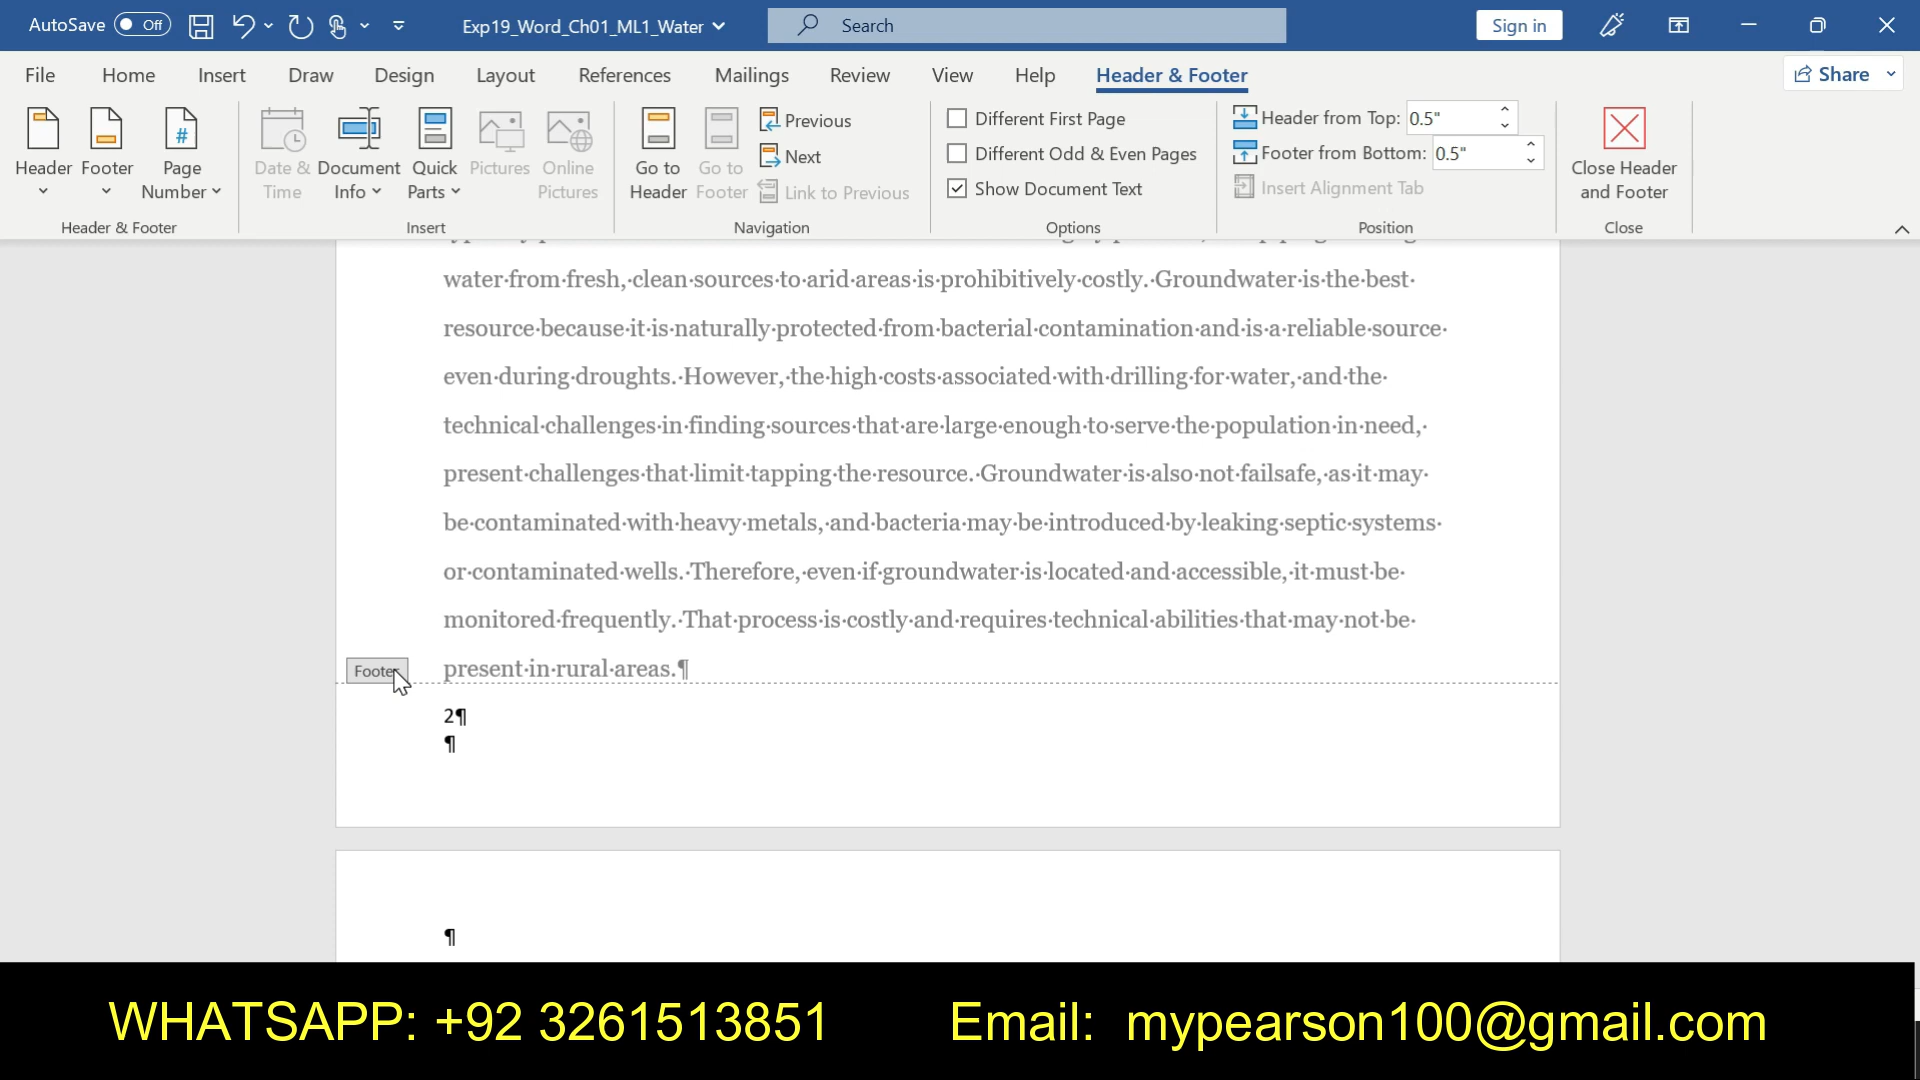 AutoSave Off Exp19_Word_Ch01_ML1_Water Search Sign in
File Home Insert Draw Design Layout References Mailings Review View Help Header & Footer Share
Header Footer Page Number Date & Time Document Info Quick Parts Pictures Online Pictures Go to Header Go to Footer Previous Next Link to Previous
Different First Page
Different Odd & Even Pages
Show Document Text
Header from Top: 0.5"
Footer from Bottom: 0.5"
Insert Alignment Tab
Close Header and Footer
Header & Footer Insert Navigation Options Position Close
water·from·fresh,·clean·sources·to·arid·areas·is·prohibitively·costly.·Groundwater·is·the·best·
resource·because·it·is·naturally·protected·from·bacterial·contamination·and·is·a·reliable·source·
even·during·droughts.·However,·the·high·costs·associated·with·drilling·for·water,·and·the·
technical·challenges·in·finding·sources·that·are·large·enough·to·serve·the·population·in·need,·
present·challenges·that·limit·tapping·the·resource.·Groundwater·is·also·not·failsafe,·as·it·may·
be·contaminated·with·heavy·metals,·and·bacteria·may·be·introduced·by·leaking·septic·systems·
or·contaminated·wells.·Therefore,·even·if·groundwater·is·located·and·accessible,·it·must·be·
monitored·frequently.·That·process·is·costly·and·requires·technical·abilities·that·may·not·be·
present·in·rural·areas.¶
Footer
2¶
¶
¶
WHATSAPP: +92 3261513851 Email: mypearson100@gmail.com